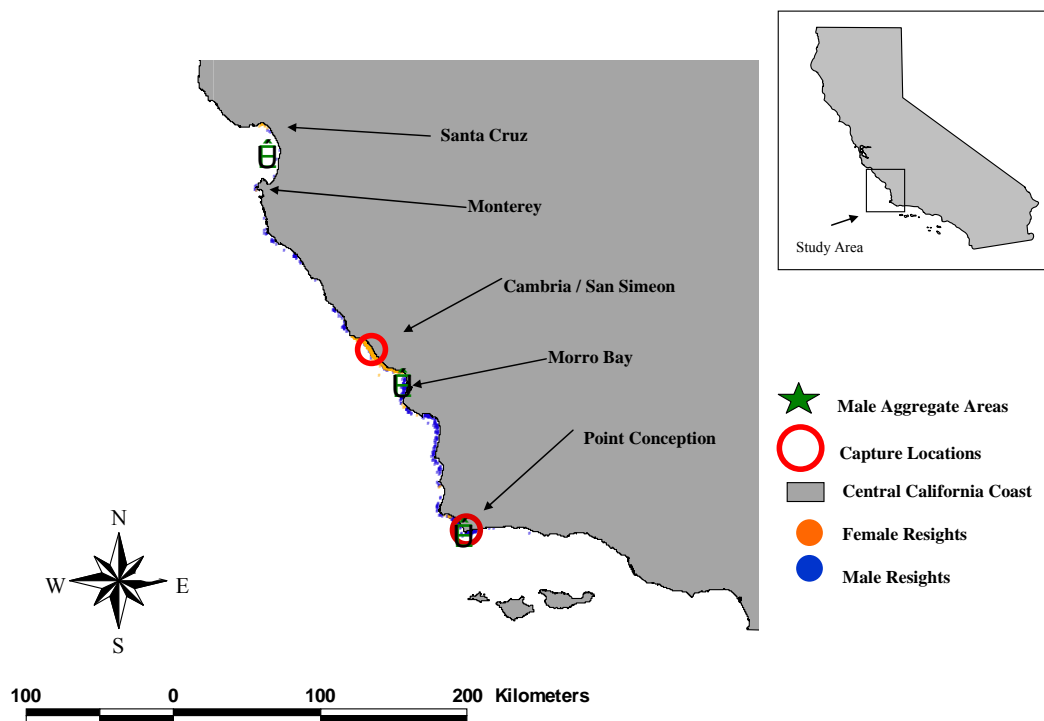 Santa Cruz
Monterey
Cambria / San Simeon
Morro Bay
Point Conception
Study Area
Male Aggregate Areas
Capture Locations
Central California Coast
Female Resights
Male Resights
N
W E
S
100 0 100 200 Kilometers